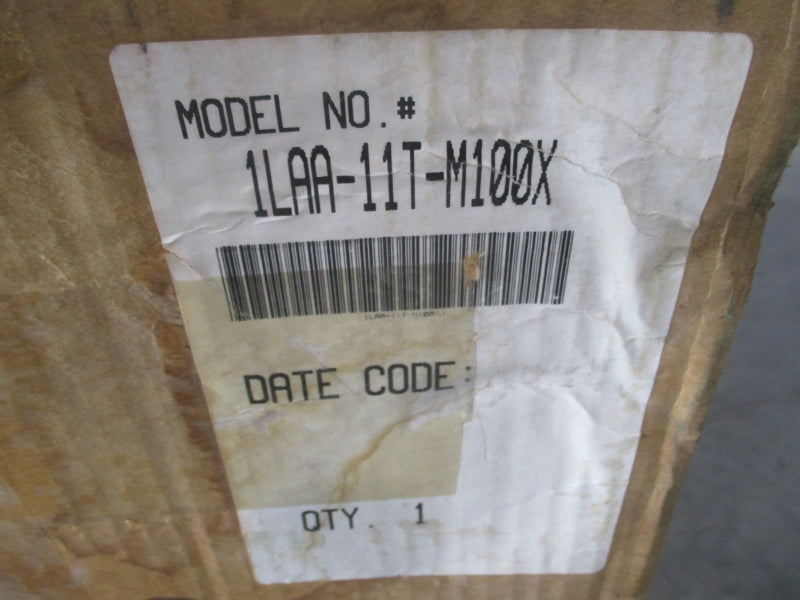 MODEL NO.#
1LAA-11T-M100X
DATE CODE:
QTY. 1